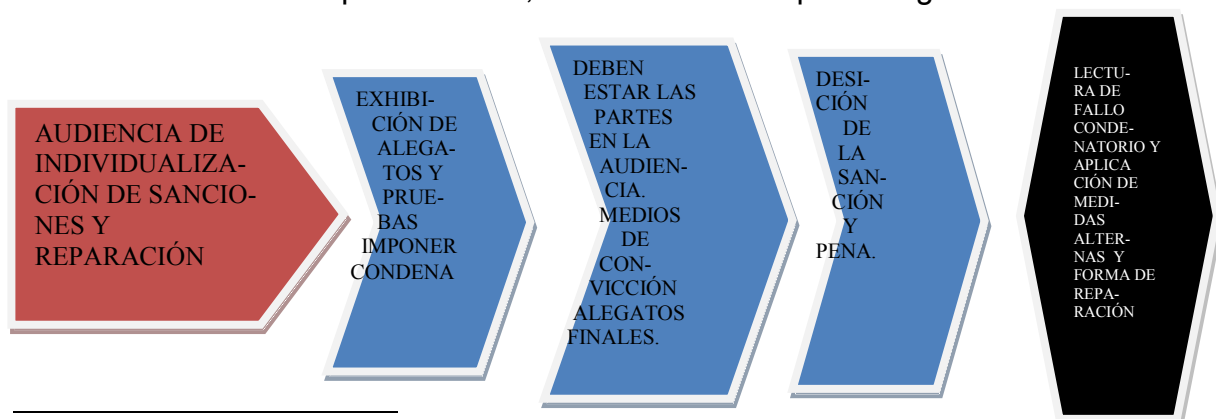 AUDIENCIA DE
INDIVIDUALIZA-
CIÓN DE SANCIO-
NES Y
REPARACIÓN
EXHIBI-
CIÓN DE
ALEGA-
TOS Y
PRUE-
BAS
IMPONER
CONDENA
DEBEN
ESTAR LAS
PARTES
EN LA
AUDIEN-
CIA.
MEDIOS
DE
CON-
VICCIÓN
ALEGATOS
FINALES.
DESI-
CIÓN
DE
LA
SAN-
CIÓN
Y
PENA.
LECTU-
RA DE
FALLO
CONDE-
NATORIO Y
APLICA
CIÓN DE
MEDI-
DAS
ALTER-
NAS Y
FORMA DE
REPA-
RACIÓN